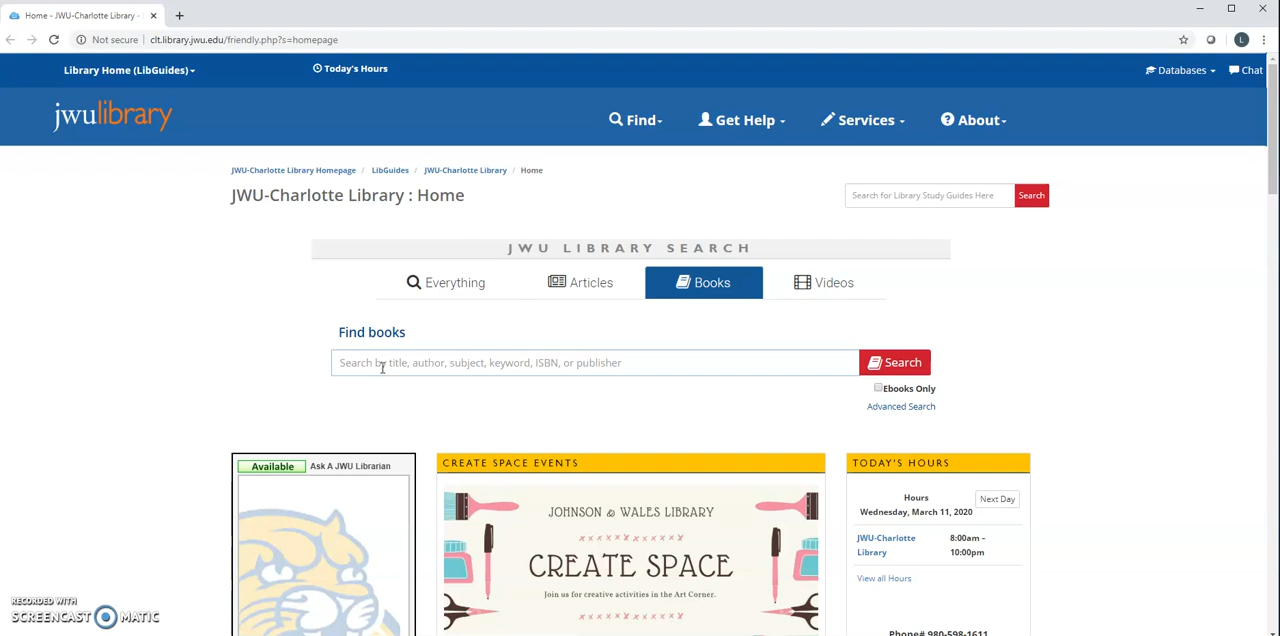 Home - JWU-Charlotte Library -
Not secure clt.library.jwu.edu/friendly.php?s=homepage L
Library Home (LibGuides) Today's Hours Databases Chat
jwulibrary Find Get Help Services About
JWU-Charlotte Library Homepage / LibGuides / JWU-Charlotte Library / Home
JWU-Charlotte Library : Home
Search for Library Study Guides Here Search
JWU LIBRARY SEARCH
Everything Articles Books Videos
Find books
Search by title, author, subject, keyword, ISBN, or publisher Search
Ebooks Only
Advanced Search
Available Ask A JWU Librarian
CREATE SPACE EVENTS
JOHNSON & WALES LIBRARY
CREATE SPACE
Join us for creative activities in the Art Corner.
TODAY'S HOURS
Hours Next Day
Wednesday, March 11, 2020
JWU-Charlotte 8:00am –
Library 10:00pm
View all Hours
Phone# 980-598-1611
RECORDED WITH
SCREENCAST MATIC